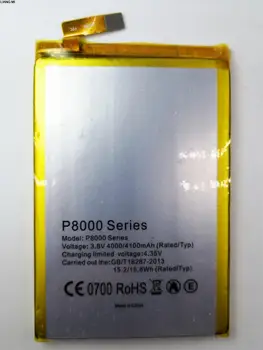 P8000 Series
Model: P8000 Series
Voltage: 3.8V 4000/4100mAh (Rated/Typ)
Limited charging voltage:4.35V
Carried out the:GB/T18287-2013
15.2/15.6Wh (Rated/Typ)
CE 0700 RoHS